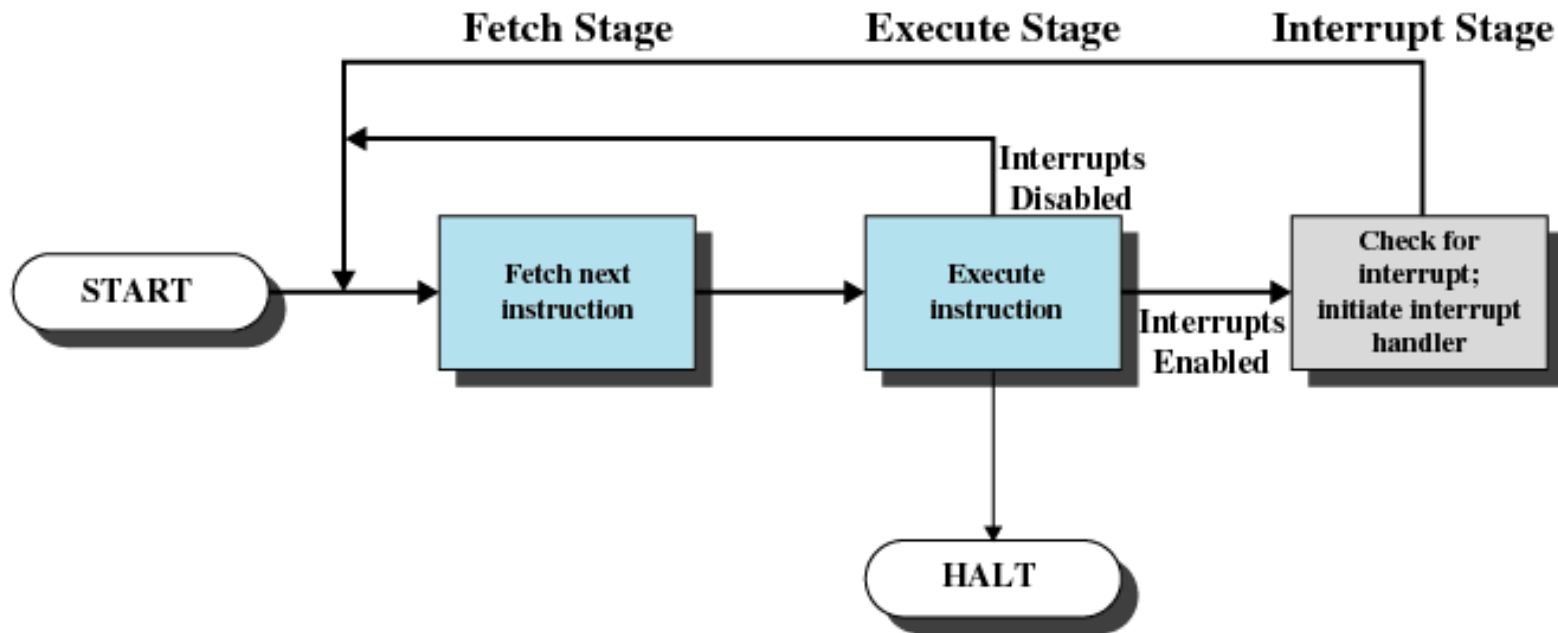 Fetch Stage
Execute Stage
Interrupt Stage
Interrupts
Disabled
START
Fetch next
instruction
Execute
instruction
Interrupts
Enabled
Check for
interrupt;
initiate interrupt
handler
HALT